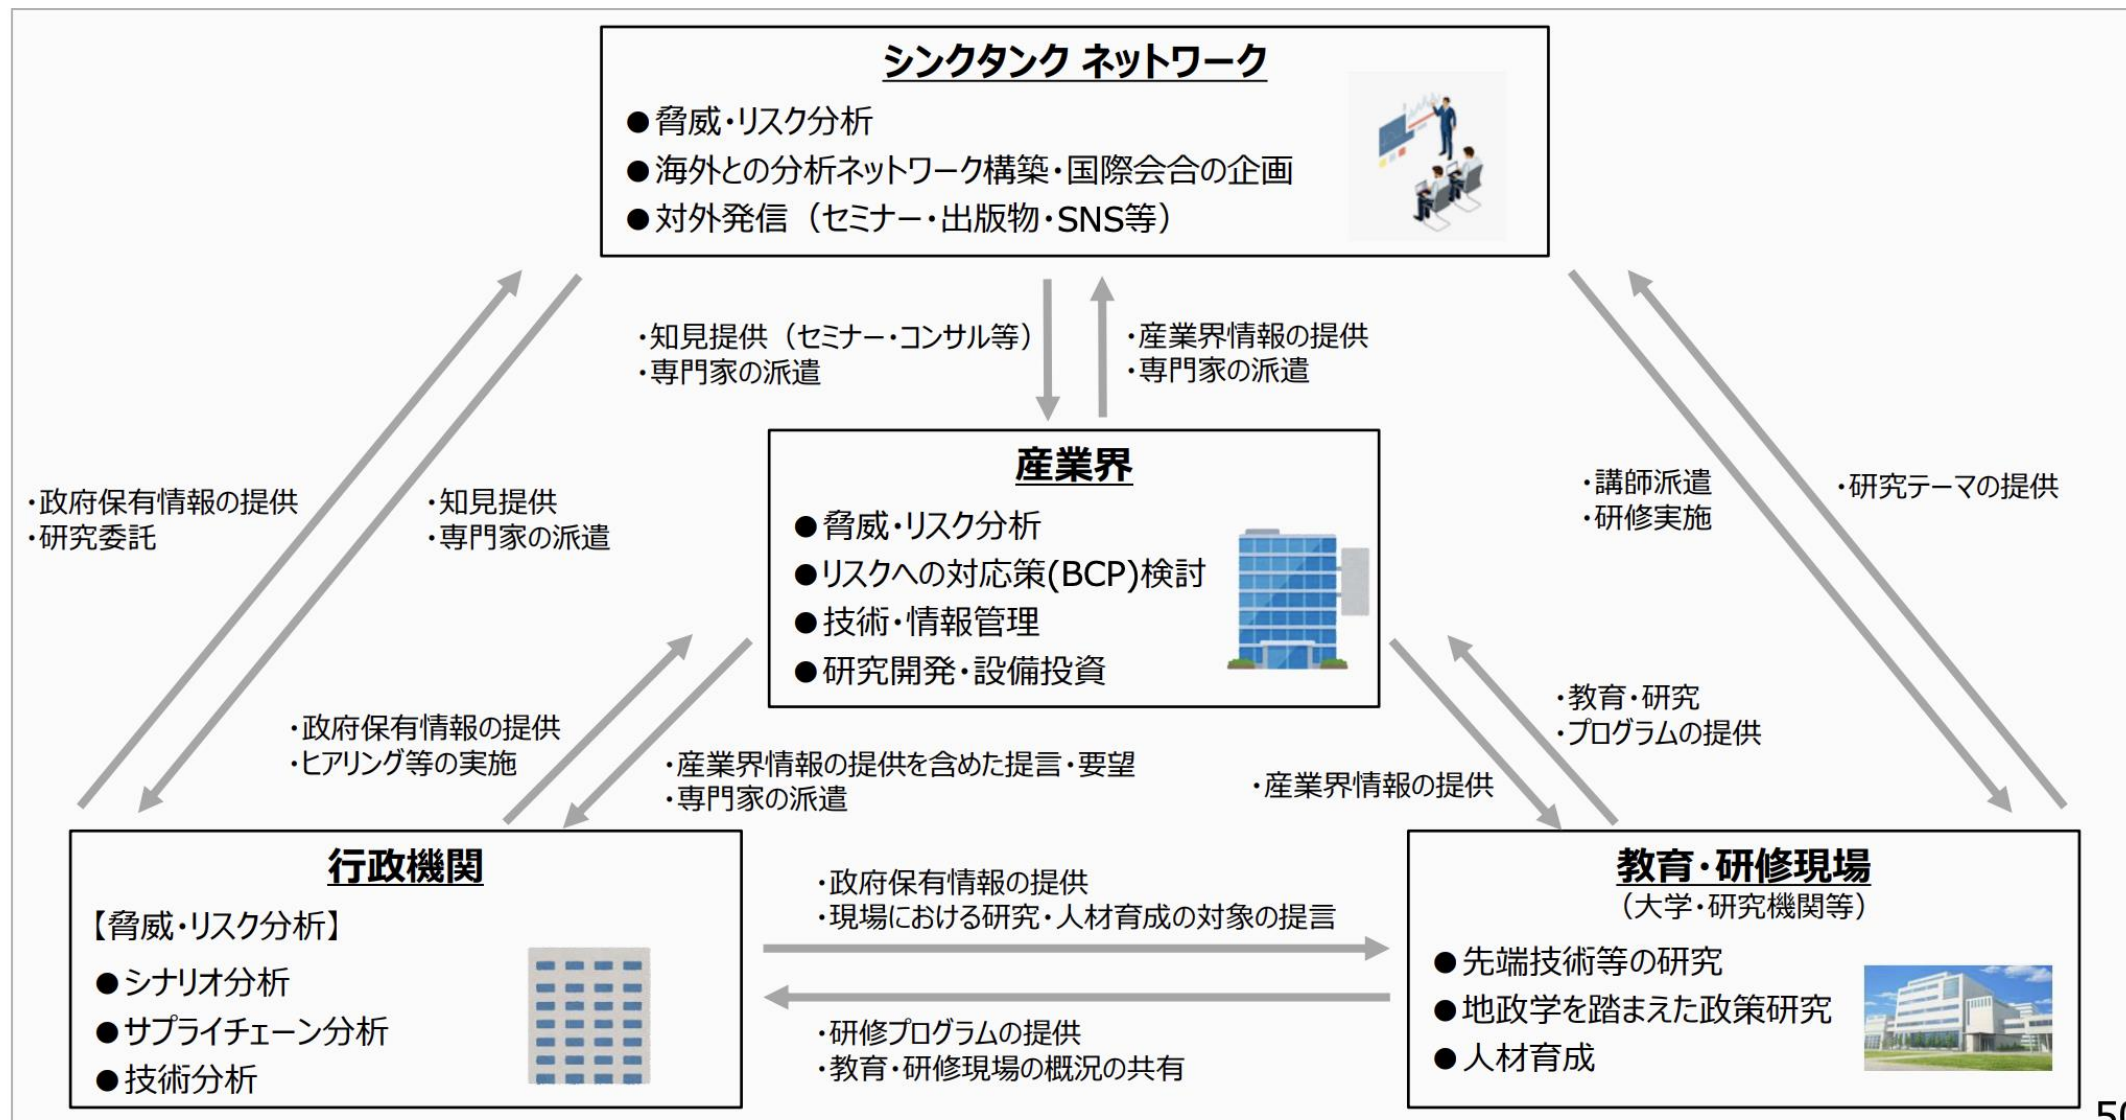 シンクタンク ネットワーク
●脅威・リスク分析
●海外との分析ネットワーク構築・国際会合の企画
●対外発信（セミナー・出版物・SNS等）
・知見提供（セミナー・コンサル等）
・専門家の派遣
・産業界情報の提供
・専門家の派遣
・政府保有情報の提供
・研究委託
・知見提供
・専門家の派遣
産業界
●脅威・リスク分析
●リスクへの対応策(BCP)検討
●技術・情報管理
●研究開発・設備投資
・講師派遣
・研修実施
・研究テーマの提供
・政府保有情報の提供
・ヒアリング等の実施
・産業界情報の提供を含めた提言・要望
・専門家の派遣
・産業界情報の提供
・教育・研究
・プログラムの提供
行政機関
【脅威・リスク分析】
●シナリオ分析
●サプライチェーン分析
●技術分析
・政府保有情報の提供
・現場における研究・人材育成の対象の提言
・研修プログラムの提供
・教育・研修現場の概況の共有
教育・研修現場
（大学・研究機関等）
●先端技術等の研究
●地政学を踏まえた政策研究
●人材育成